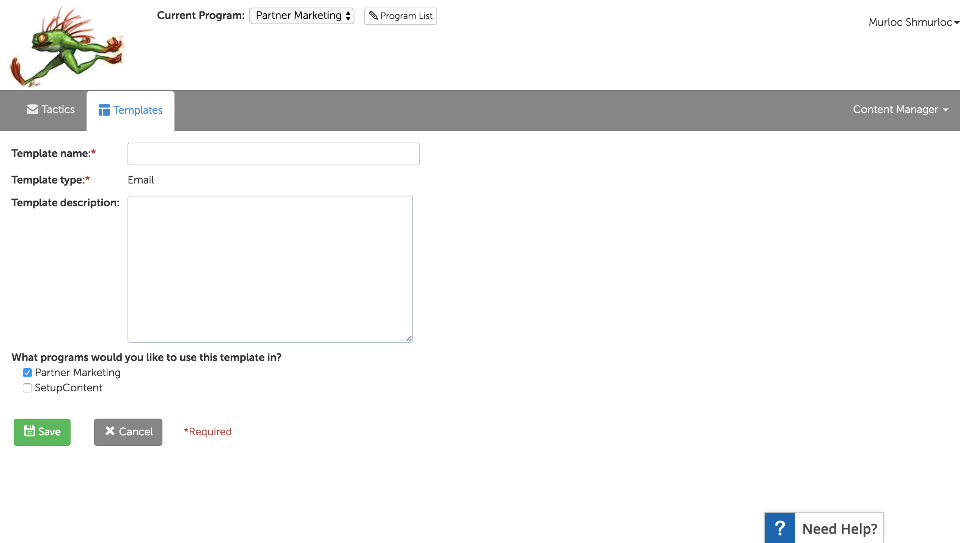 Current Program: Partner Marketing Program List
Murloc Shmurloc
Tactics Templates Content Manager
Template name:*
Template type:* Email
Template description:
What programs would you like to use this template in?
Partner Marketing
SetupContent
Save Cancel *Required
? Need Help?